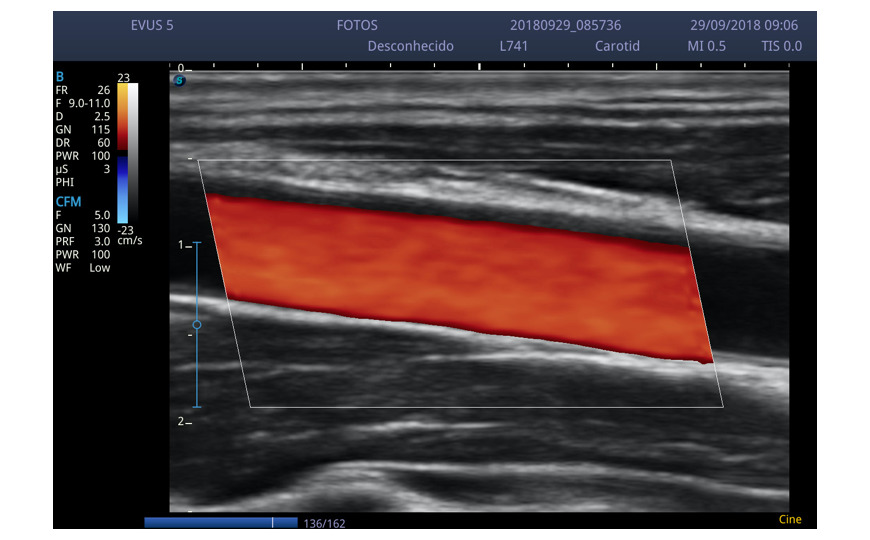 EVUS 5 FOTOS 20180929_085736 29/09/2018 09:06
Desconhecido L741 Carotid MI 0.5 TIS 0.0
B
FR 26
F 9.0-11.0
D 2.5
GN 115
DR 60
PWR 100
µS 3
PHI
CFM
F 5.0
GN 130
PRF 3.0
PWR 100
WF Low
23
-23
cm/s
0
S
1
2
136/162
Cine